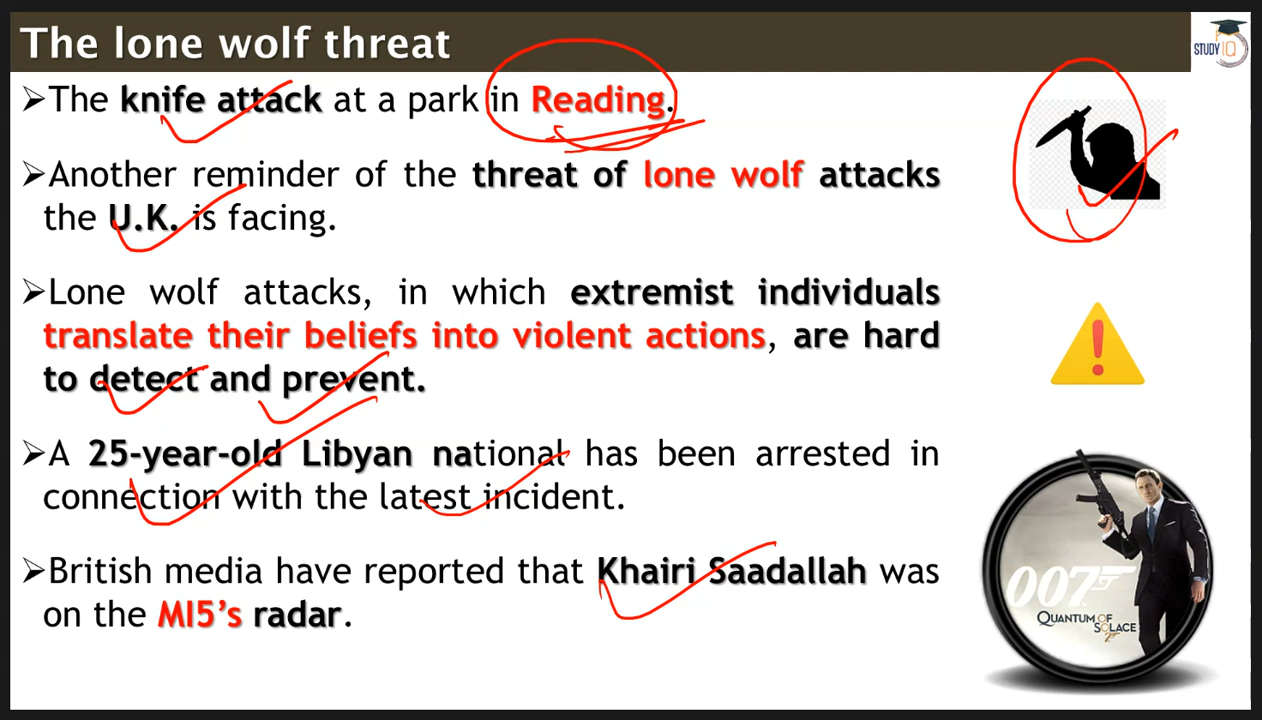 The lone wolf threat
STUDY IQ
➢The knife attack at a park in Reading.
➢Another reminder of the threat of lone wolf attacks
the U.K. is facing.
➢Lone wolf attacks, in which extremist individuals
translate their beliefs into violent actions, are hard
to detect and prevent.
➢A 25-year-old Libyan national has been arrested in
connection with the latest incident.
➢British media have reported that Khairi Saadallah was
on the MI5’s radar.
007
QUANTUM OF
SOLACE